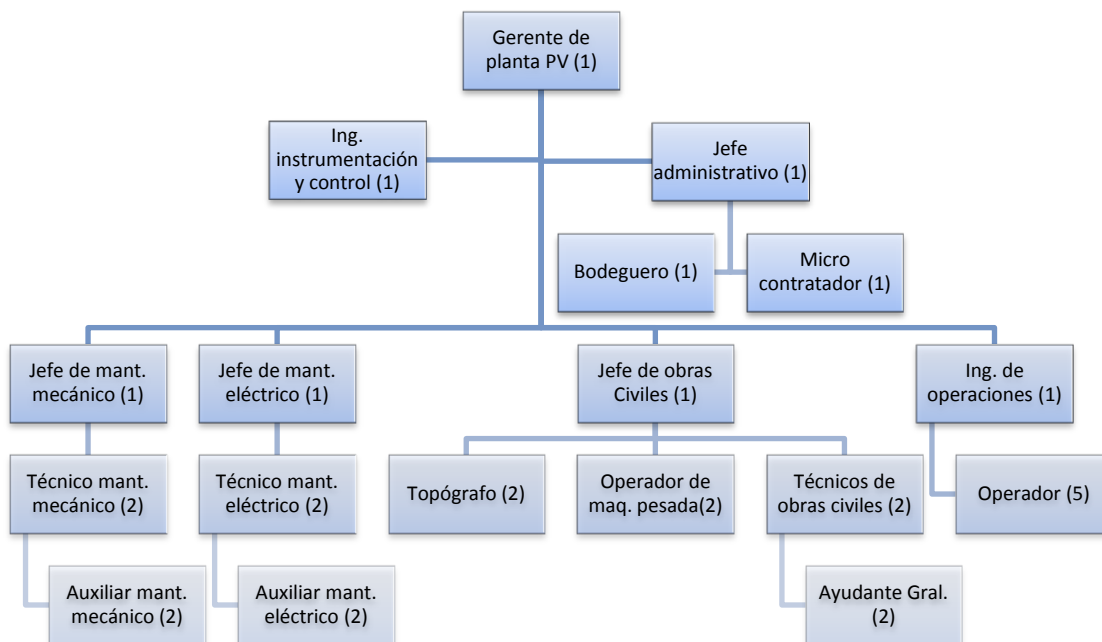 Gerente de
planta PV (1)
Ing.
instrumentación
y control (1)
Jefe
administrativo (1)
Bodeguero (1)
Micro
contratador (1)
Jefe de mant.
mecánico (1)
Jefe de mant.
eléctrico (1)
Jefe de obras
Civiles (1)
Ing. de
operaciones (1)
Técnico mant.
mecánico (2)
Técnico mant.
eléctrico (2)
Topógrafo (2)
Operador de
maq. pesada(2)
Técnicos de
obras civiles (2)
Operador (5)
Auxiliar mant.
mecánico (2)
Auxiliar mant.
eléctrico (2)
Ayudante Gral.
(2)